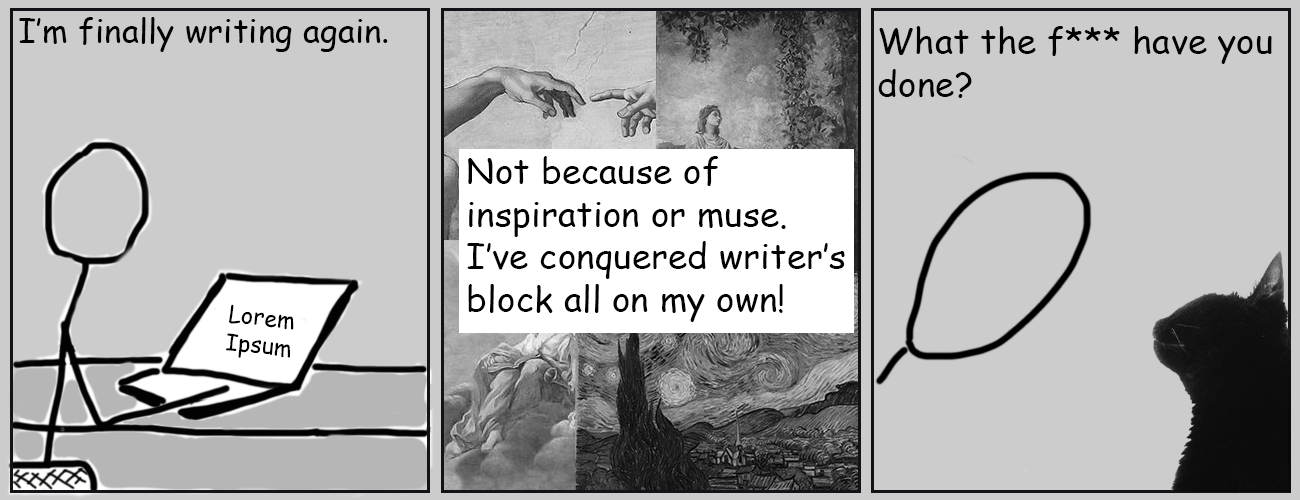 I'm finally writing again.
Lorem
Ipsum
Not because of
inspiration or muse.
I've conquered writer's
block all on my own!
What the f*** have you
done?